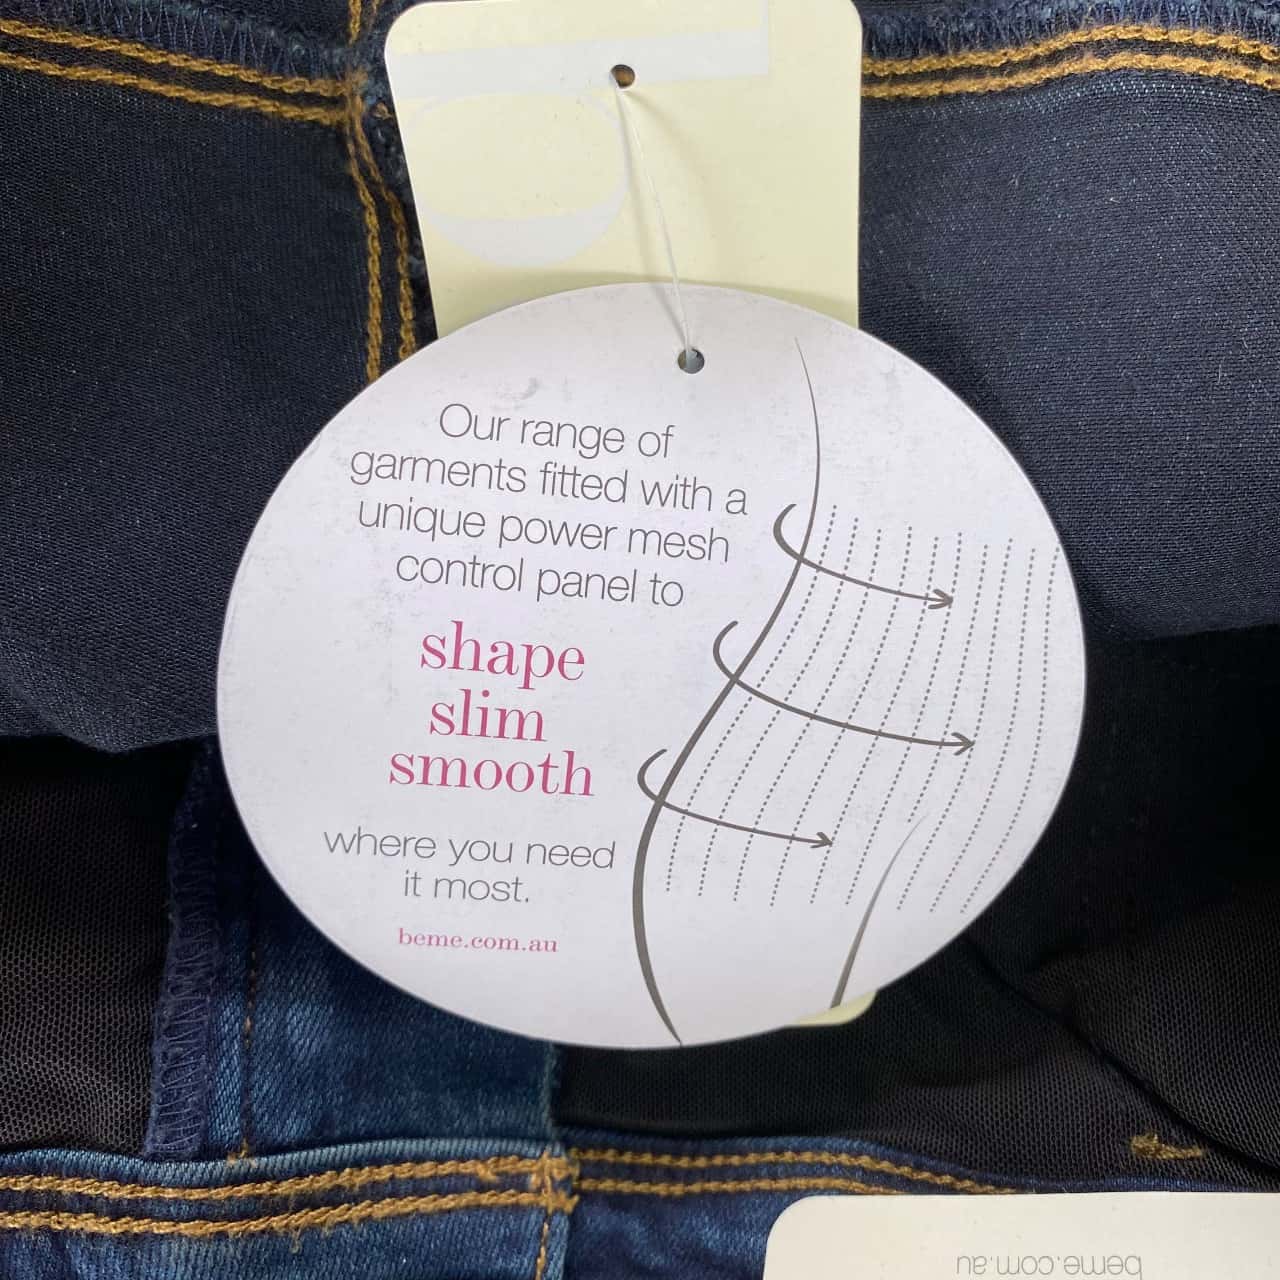 Our range of
garments fitted with a
unique power mesh
control panel to
shape
slim
smooth
where you need
it most.
beme.com.au
beme.com.au